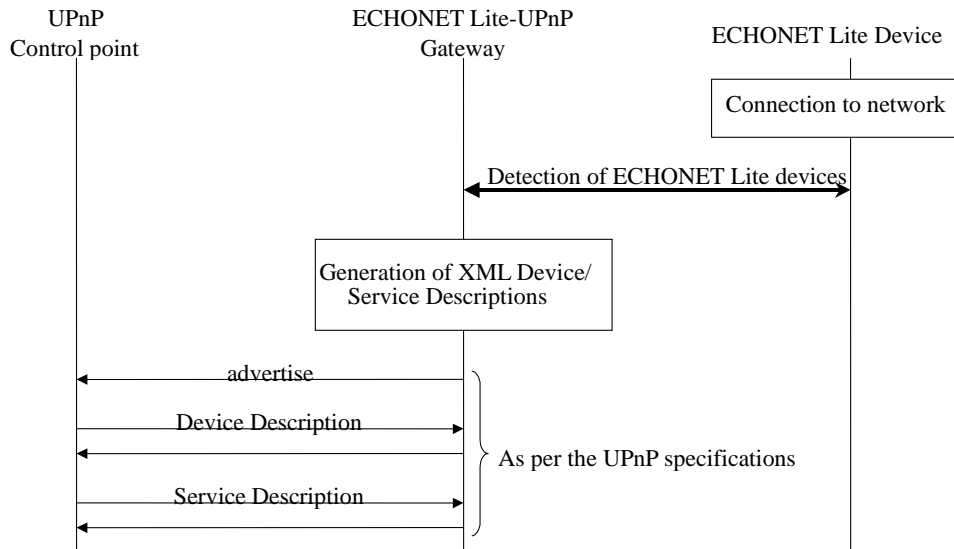 UPnP
Control point
ECHONET Lite-UPnP
Gateway
ECHONET Lite Device
Connection to network
Detection of ECHONET Lite devices
Generation of XML Device/
Service Descriptions
advertise
Device Description
As per the UPnP specifications
Service Description